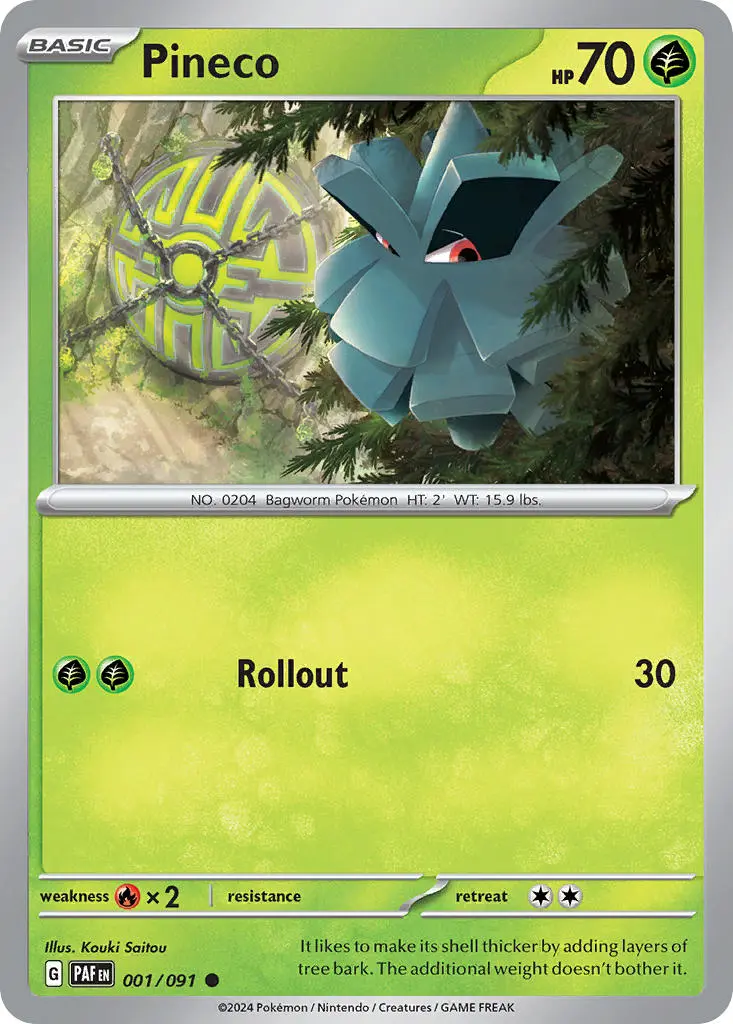 BASIC
Pineco
HP 70
NO. 0204 Bagworm Pokémon HT: 2' WT: 15.9 lbs.
Rollout 30
weakness ×2 resistance retreat
Illus. Kouki Saitou
It likes to make its shell thicker by adding layers of
tree bark. The additional weight doesn't bother it.
G PAF EN 001/091
©2024 Pokémon / Nintendo / Creatures / GAME FREAK